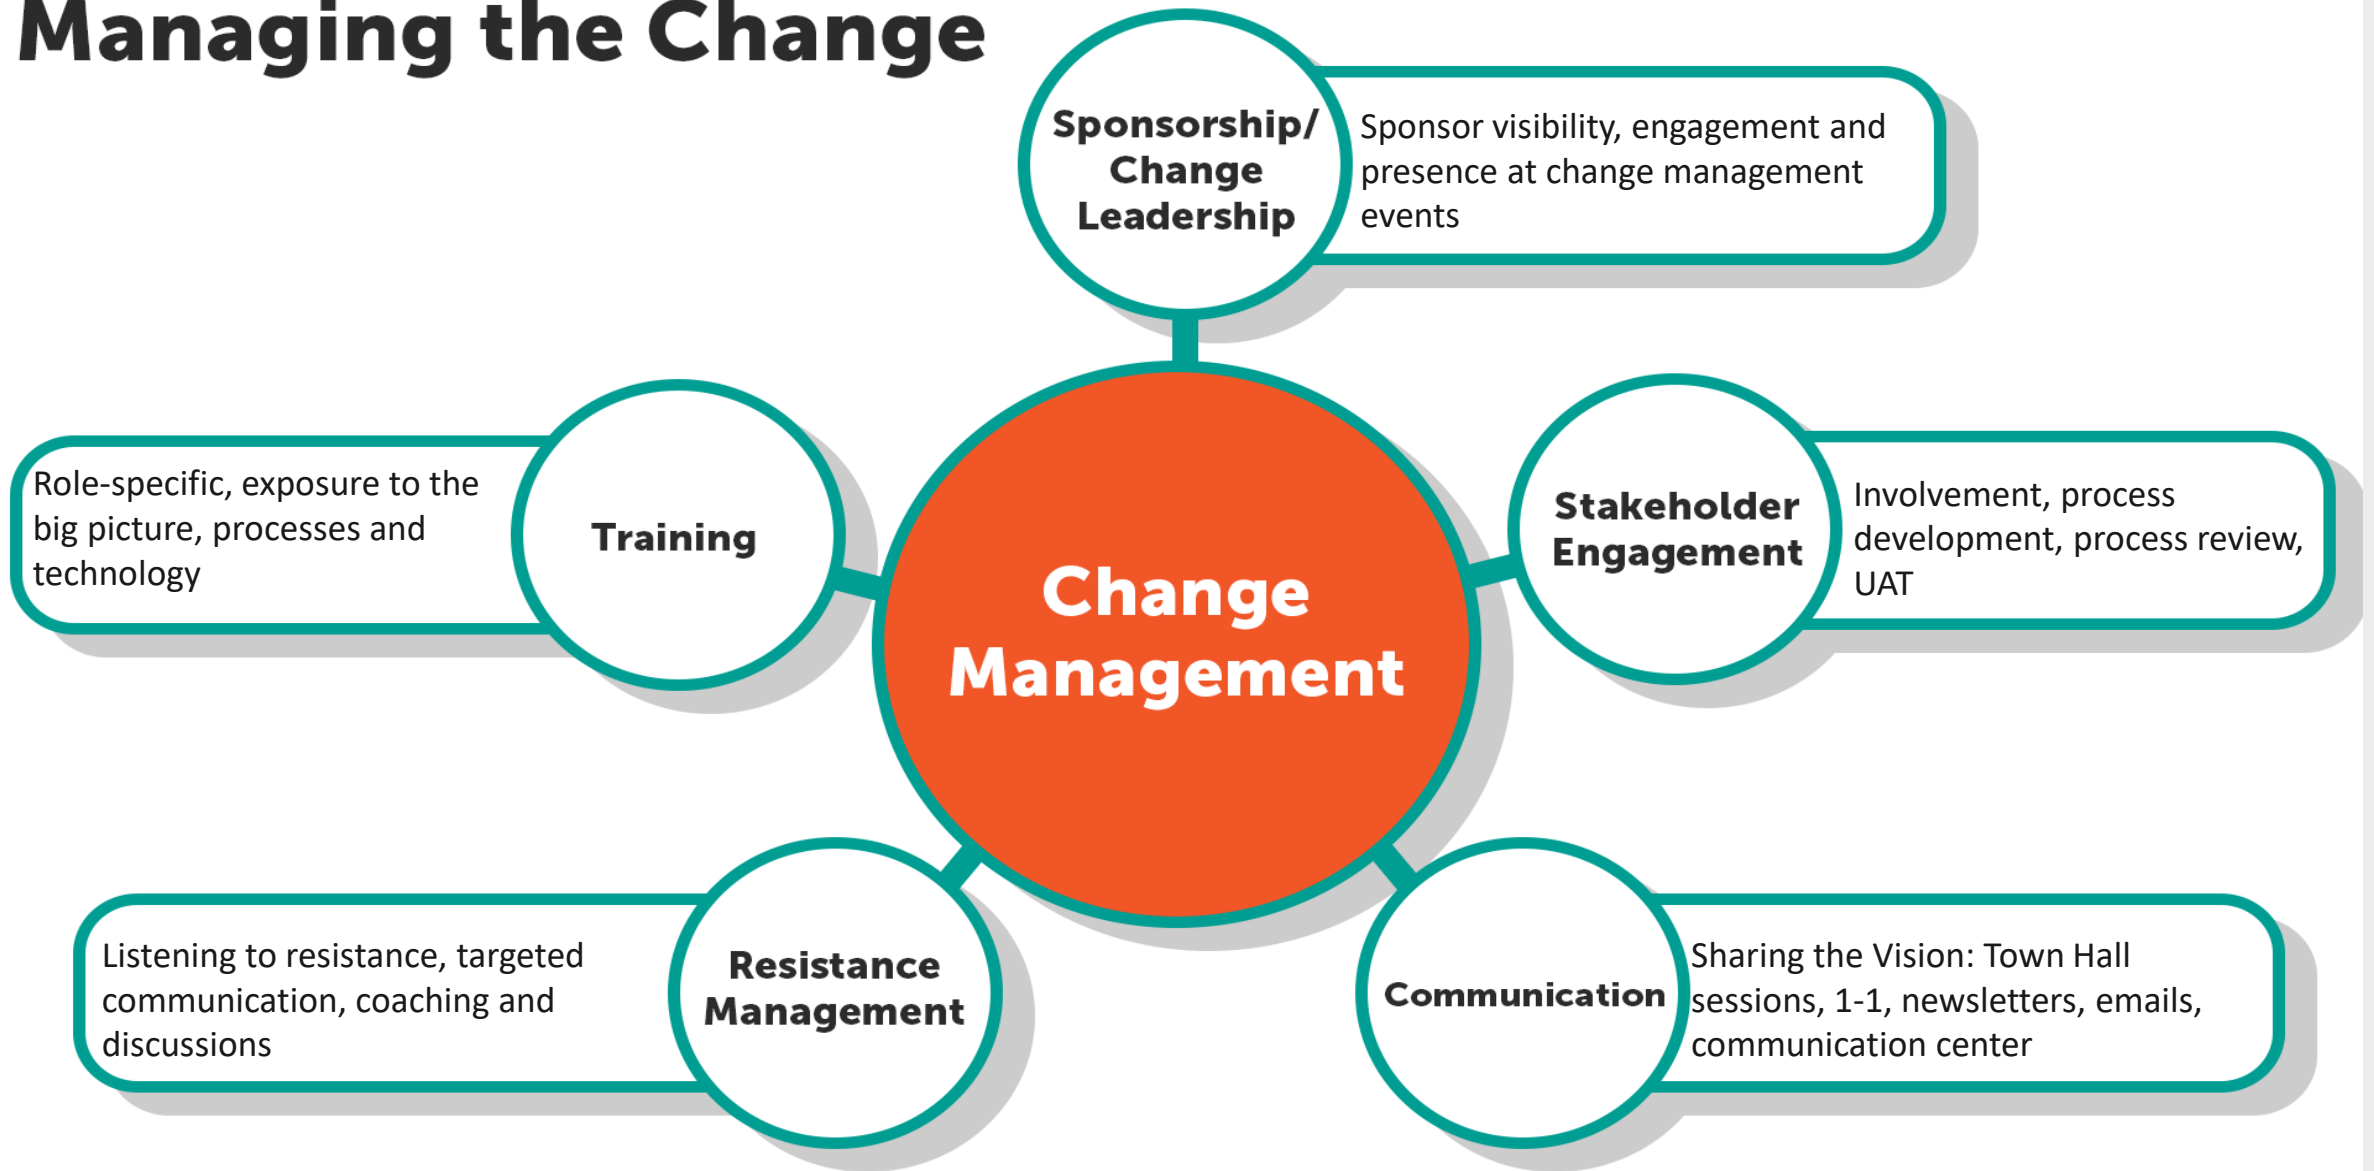 Managing the Change
Sponsorship/
Change
Leadership
Sponsor visibility, engagement and
presence at change management
events
Role-specific, exposure to the
big picture, processes and
technology
Training
Change
Management
Stakeholder
Engagement
Involvement, process
development, process review,
UAT
Listening to resistance, targeted
communication, coaching and
discussions
Resistance
Management
Communication
Sharing the Vision: Town Hall
sessions, 1-1, newsletters, emails,
communication center